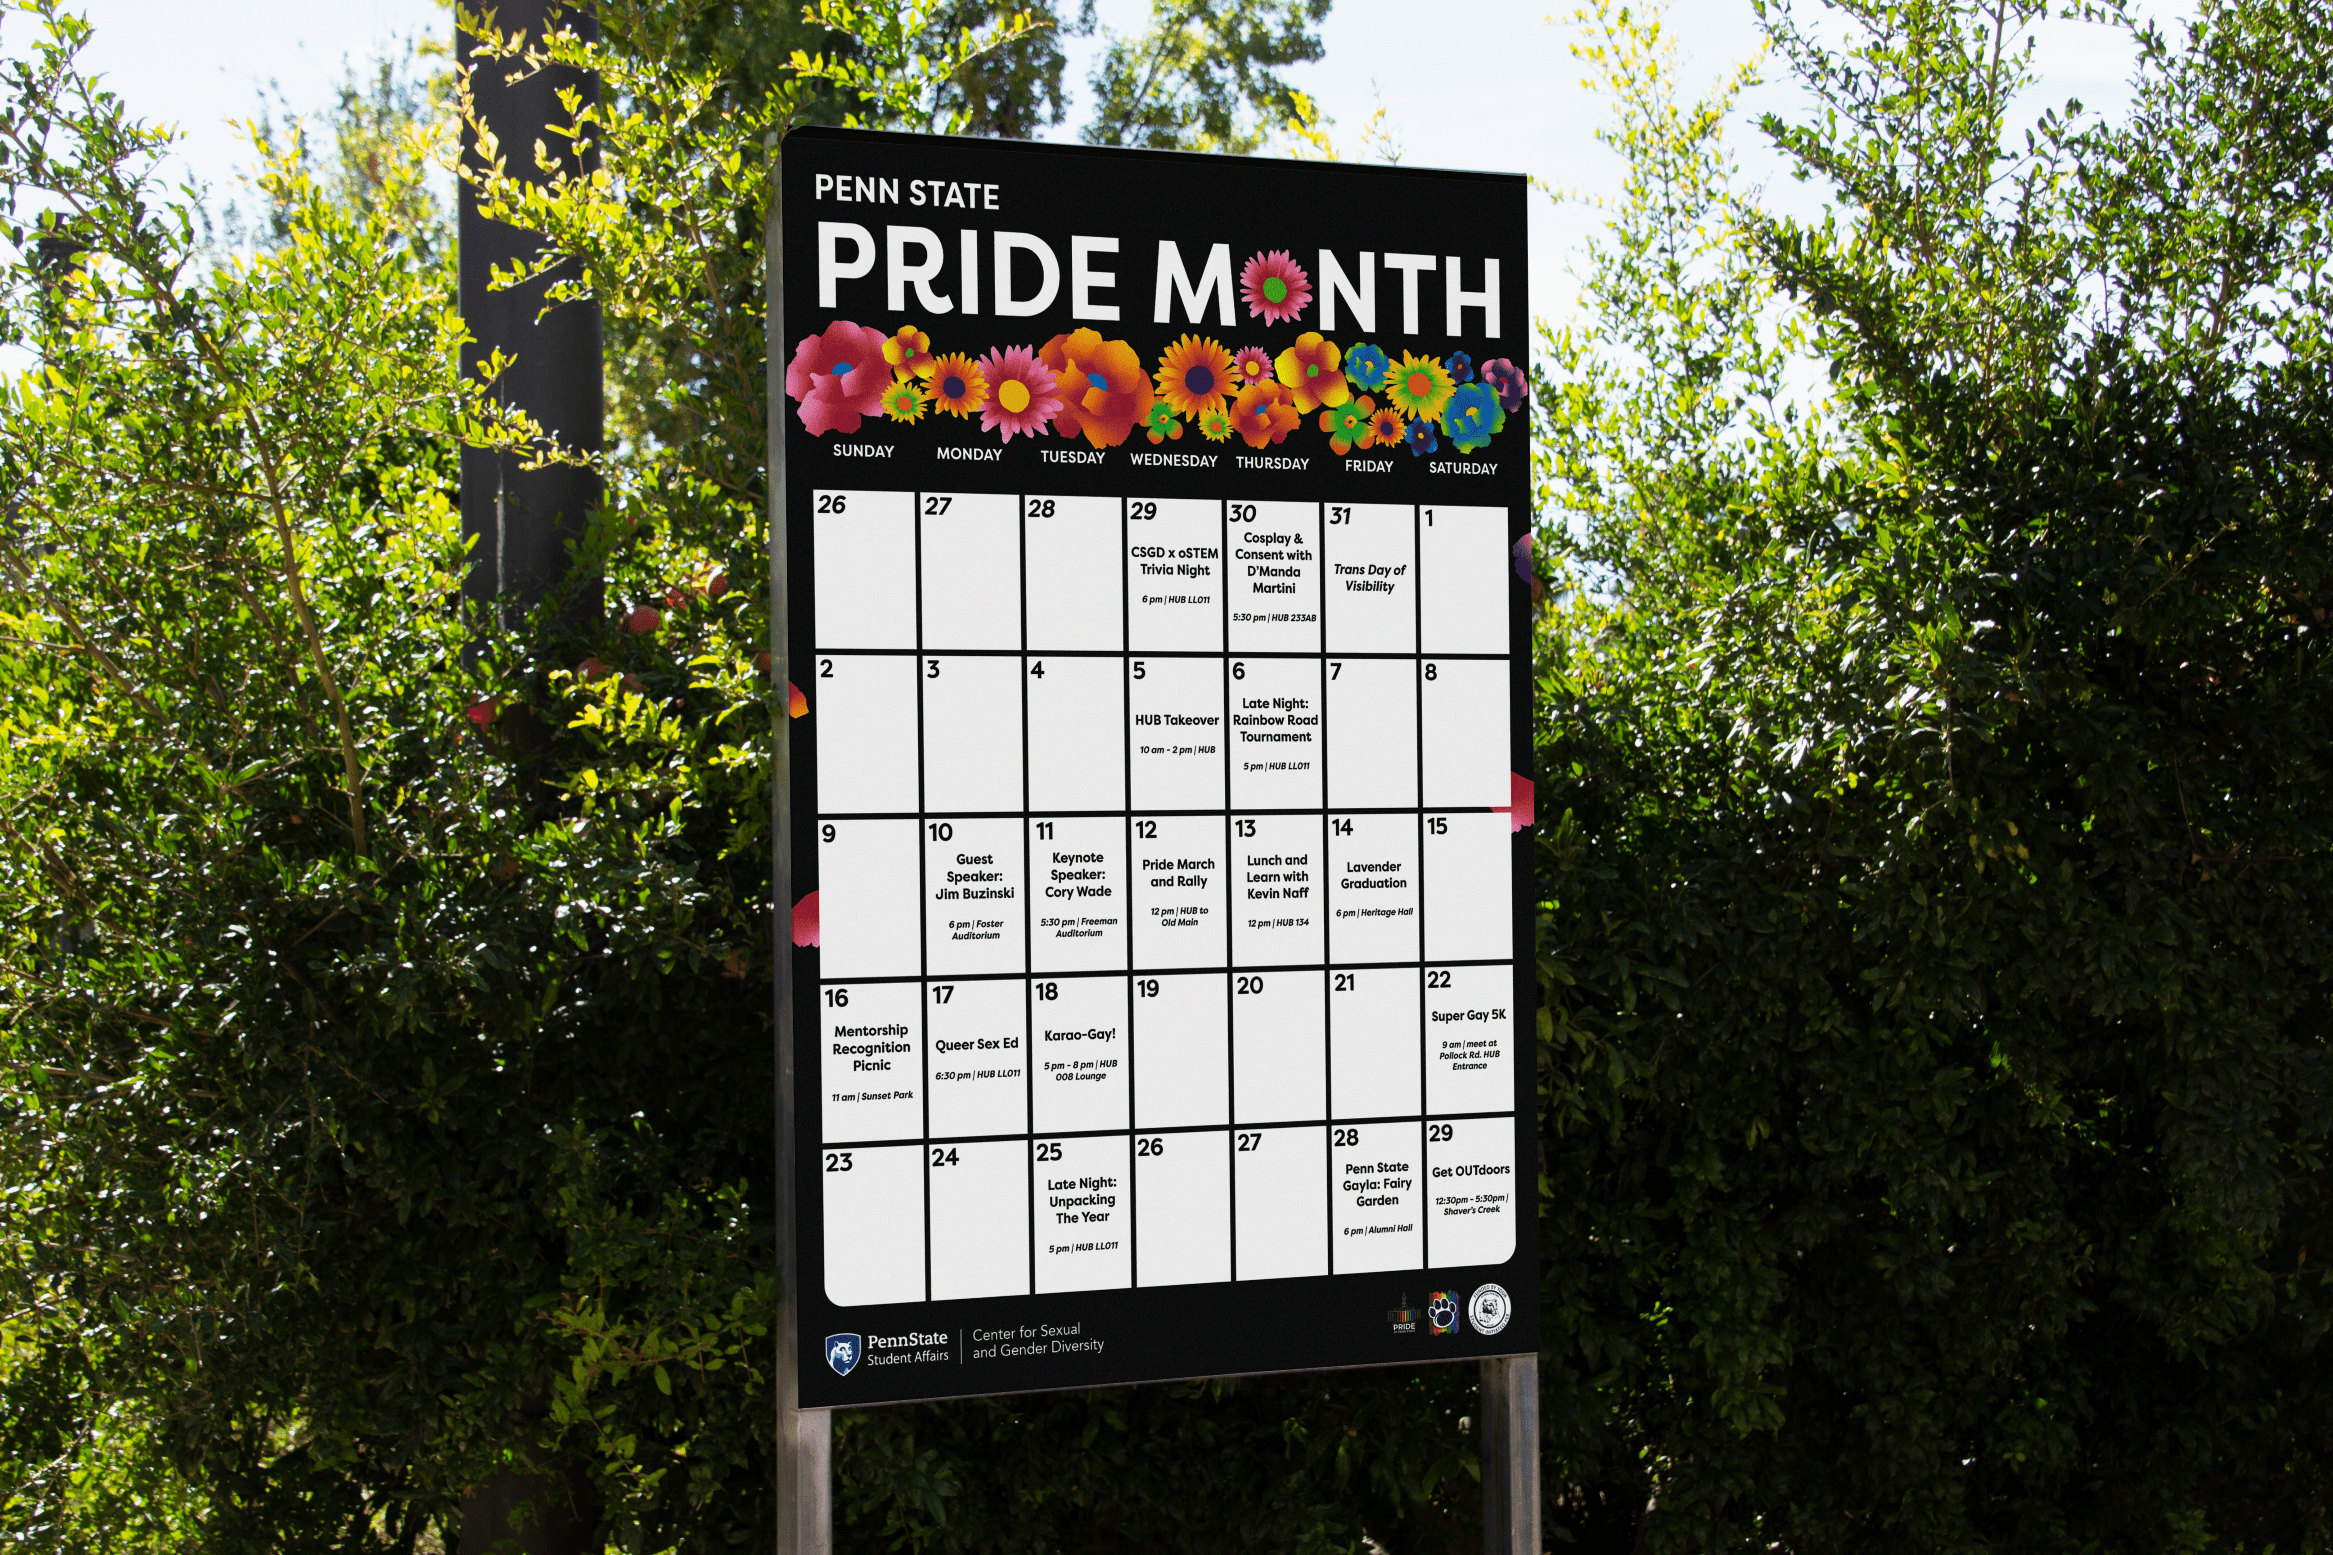 PENN STATE
PRIDE MONTH
SUNDAY MONDAY TUESDAY WEDNESDAY THURSDAY FRIDAY SATURDAY
26
27
28
29
CSGD x oSTEM
Trivia Night
6 pm | HUB LL011
30
Cosplay &
Consent with
D'Manda
Martini
5:30 pm | HUB 233AB
31
Trans Day of
Visibility
1
2
3
4
5
HUB Takeover
10 am - 2 pm | HUB
6
Late Night:
Rainbow Road
Tournament
5 pm | HUB LL011
7
8
9
10
Guest
Speaker:
Jim Buzinski
6 pm | Foster
Auditorium
11
Keynote
Speaker:
Cory Wade
5:30 pm | Freeman
Auditorium
12
Pride March
and Rally
12 pm | HUB to
Old Main
13
Lunch and
Learn with
Kevin Naff
12 pm | HUB 134
14
Lavender
Graduation
6 pm | Heritage Hall
15
16
Mentorship
Recognition
Picnic
11 am | Sunset Park
17
Queer Sex Ed
6:30 pm | HUB LL011
18
Karao-Gay!
5 pm - 8 pm | HUB
008 Lounge
19
20
21
22
Super Gay 5K
9 am | meet at
Pollock Rd. HUB
Entrance
23
24
25
Late Night:
Unpacking
The Year
5 pm | HUB LL011
26
27
28
Penn State
Gayla: Fairy
Garden
6 pm | Alumni Hall
29
Get OUTdoors
12:30pm - 5:30pm |
Shaver's Creek
PennState
Student Affairs
Center for Sexual
and Gender Diversity
PRIDE